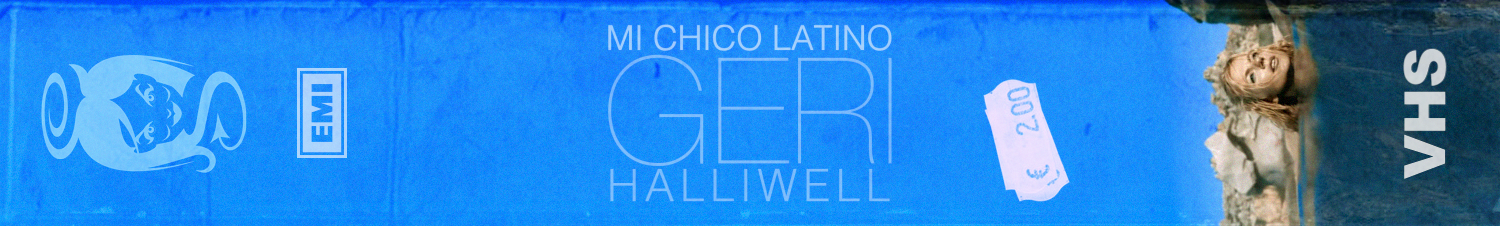 EMI
MI CHICO LATINO
GERI
HALLIWELL
2.00
€
VHS